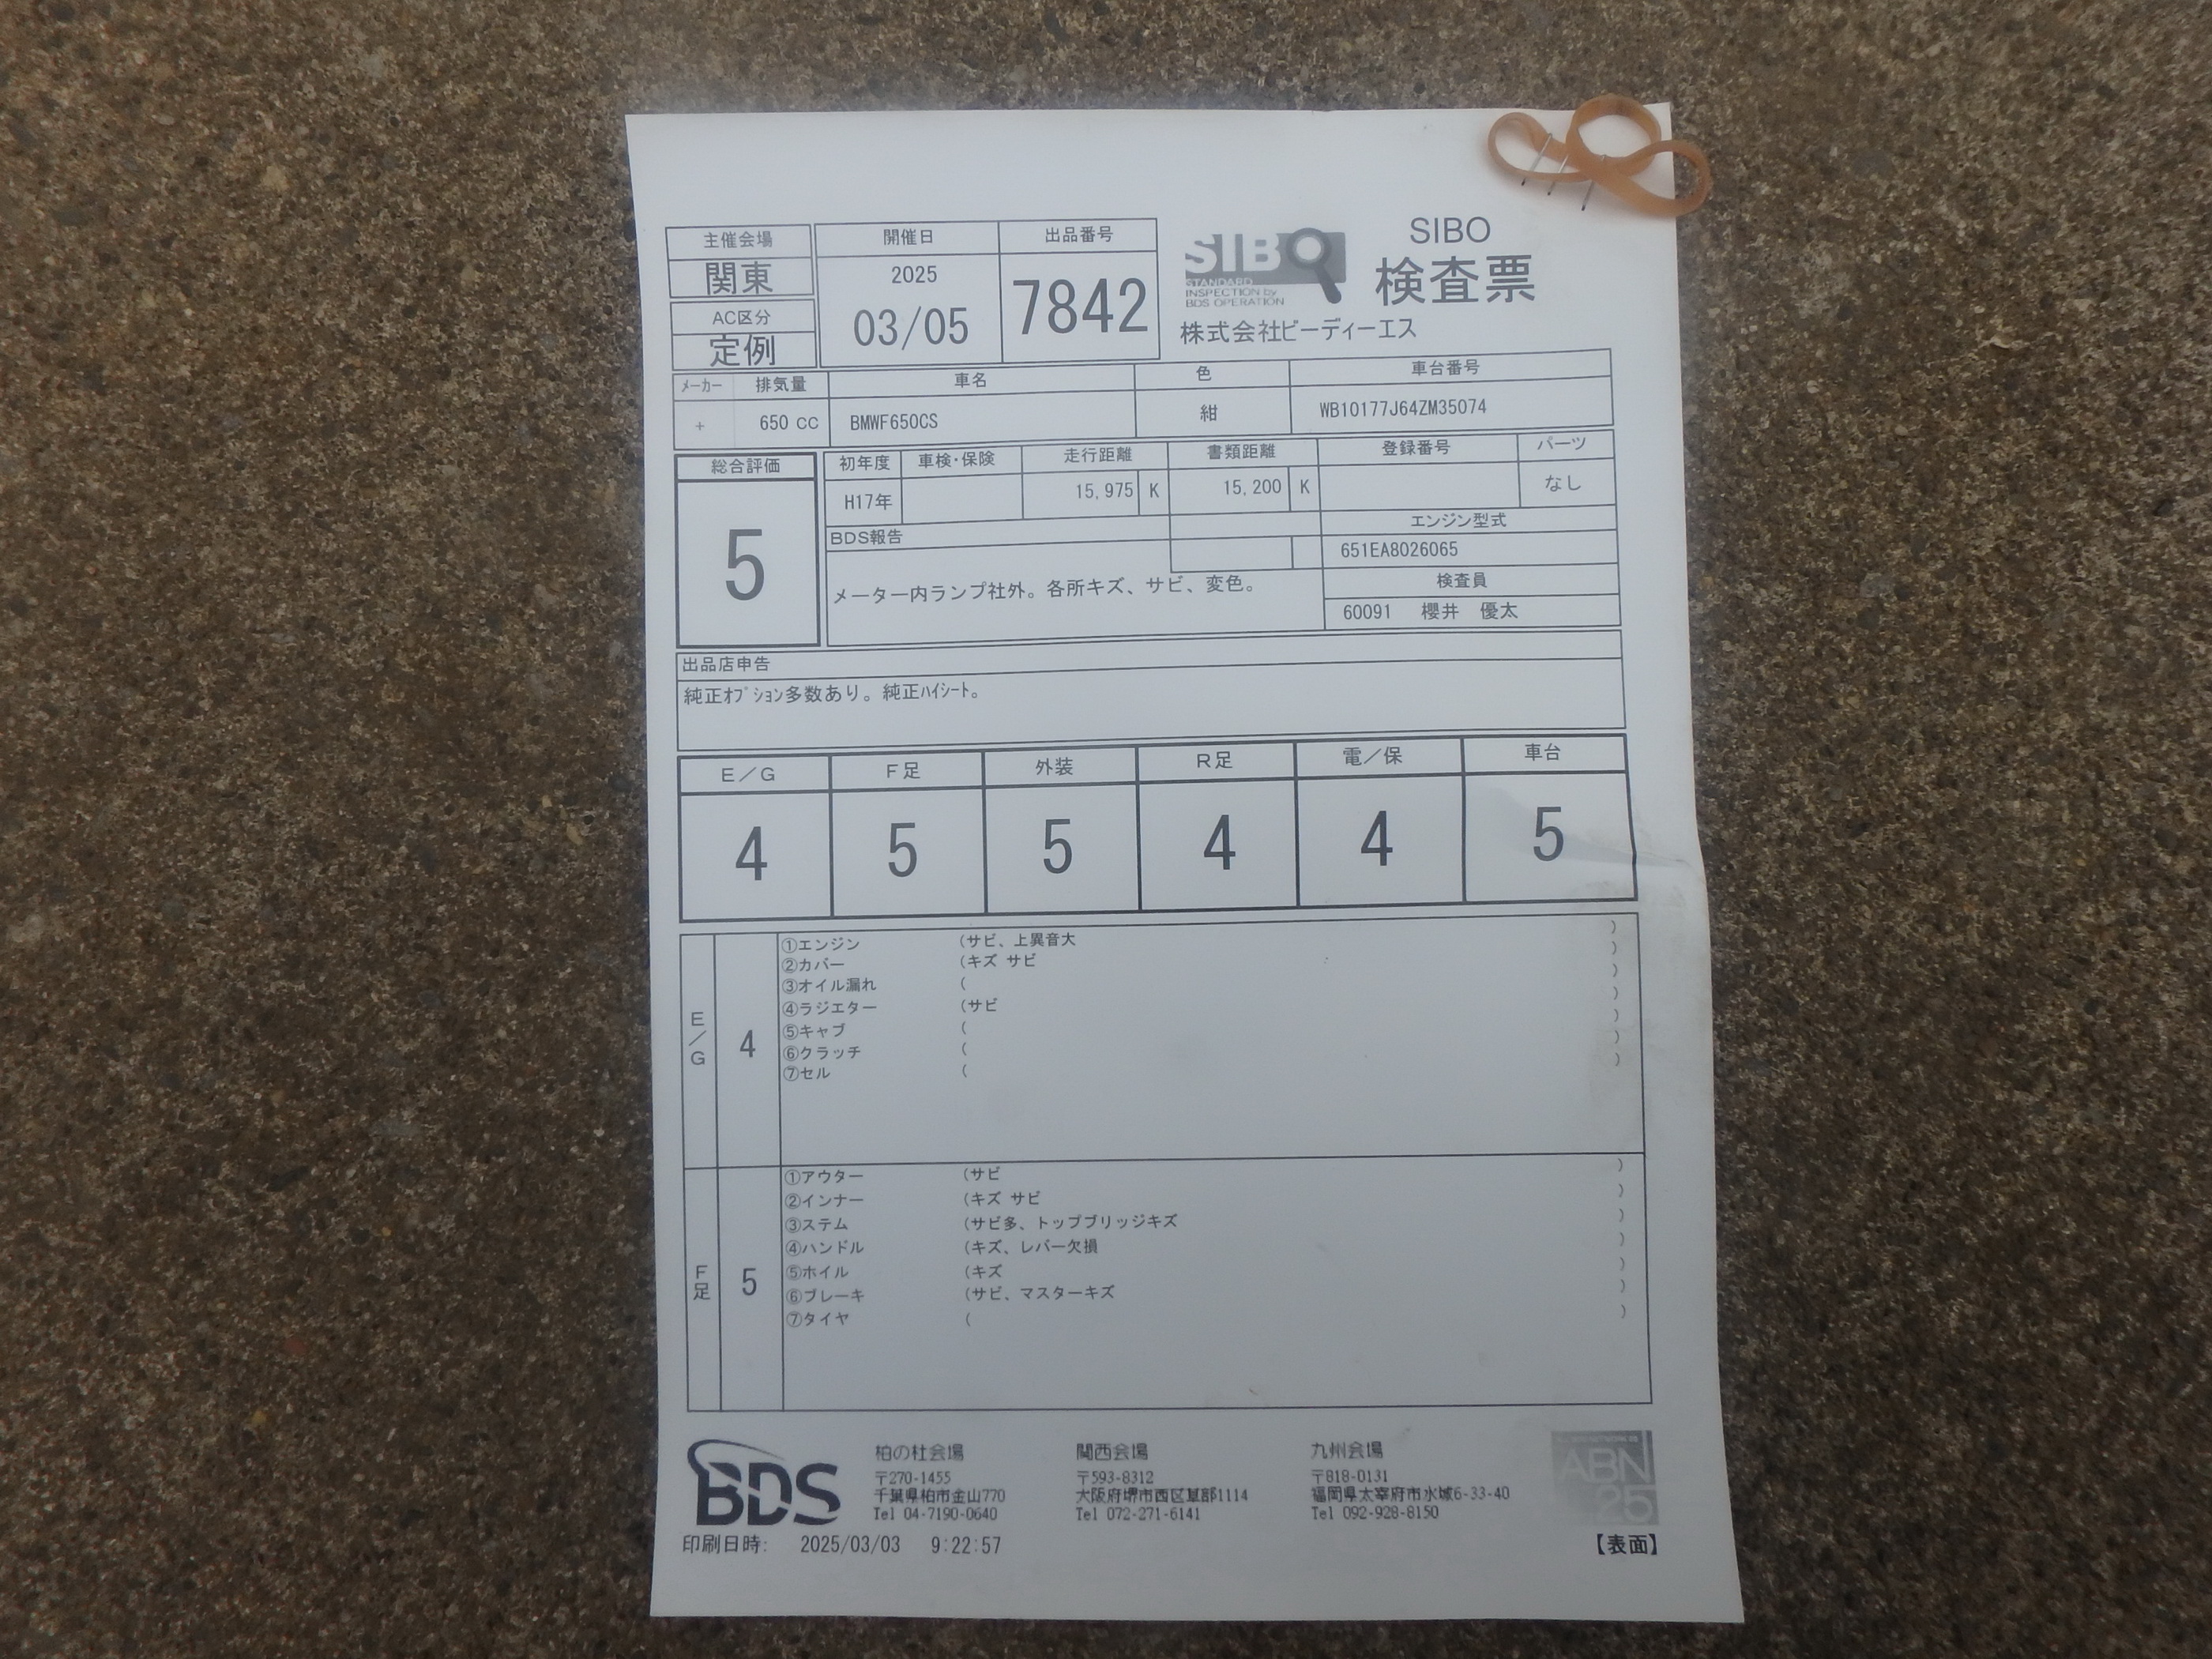 主催会場 開催日 出品番号
関東 2025 03/05 7842
AC区分
定例
SIBO
STANDARD
INSPECTION by
BDS OPERATION
SIBO
検査票
株式会社ビーディーエス
メーカー 排気量 車名 色 車台番号
+ 650 CC BMWF650CS 紺 WB10177J64ZM35074
総合評価 初年度 車検・保険 走行距離 書類距離 登録番号 パーツ
5 H17年 15,975 K 15,200 K なし
BDS報告 エンジン型式
651EA8026065
メーター内ランプ社外。各所キズ、サビ、変色。 検査員
60091 櫻井 優太
出品店申告
純正ｵﾌﾟｼｮﾝ多数あり。純正ﾊｲｼｰﾄ。
E/G F足 外装 R足 電/保 車台
4 5 5 4 4 5
E/G 4
①エンジン (サビ、上異音大 )
②カバー (キズ サビ )
③オイル漏れ ( )
④ラジエター (サビ )
⑤キャブ ( )
⑥クラッチ ( )
⑦セル ( )
F足 5
①アウター (サビ )
②インナー (キズ サビ )
③ステム (サビ多、トップブリッジキズ )
④ハンドル (キズ、レバー欠損 )
⑤ホイル (キズ )
⑥ブレーキ (サビ、マスターキズ )
⑦タイヤ ( )
BDS
柏の杜会場 関西会場 九州会場
〒270-1455 〒593-8312 〒818-0131
千葉県柏市金山770 大阪府堺市西区草部1114 福岡県太宰府市水城6-33-40
Tel 04-7190-0640 Tel 072-271-6141 Tel 092-928-8150
ABN
25
印刷日時: 2025/03/03 9:22:57 【表面】